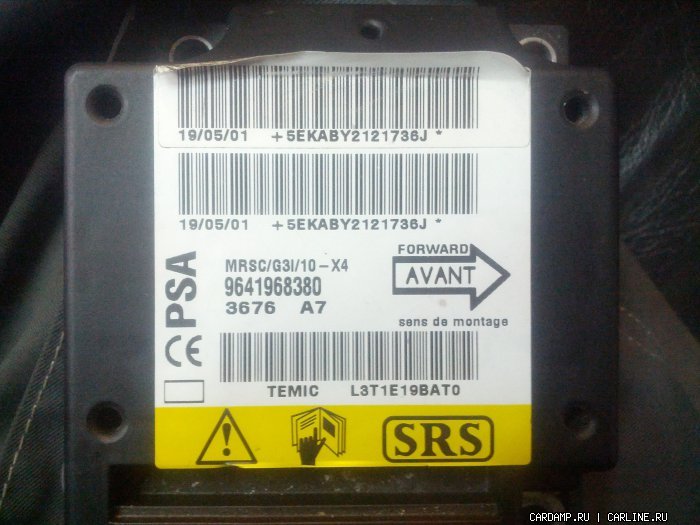 19/05/01 +5EKABY2121736J *
19/05/01 +5EKABY2121736J *
PSA
CE
MRSC/G3I/10-X4
9641968380
3676 A7
FORWARD
AVANT
sens de montage
TEMIC L3T1E19BAT0
!
SRS
CARDAMP.RU | CARLINE.RU